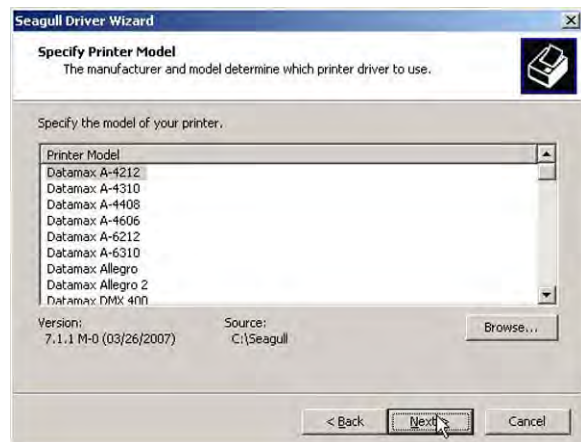 Seagull Driver Wizard
Specify Printer Model
The manufacturer and model determine which printer driver to use.
Specify the model of your printer.
Printer Model
Datamax A-4212
Datamax A-4310
Datamax A-4408
Datamax A-4606
Datamax A-6212
Datamax A-6310
Datamax Allegro
Datamax Allegro 2
Datamax DMX 400
Version: Source:
7.1.1 M-0 (03/26/2007) C:\Seagull
Browse...
< Back Next > Cancel